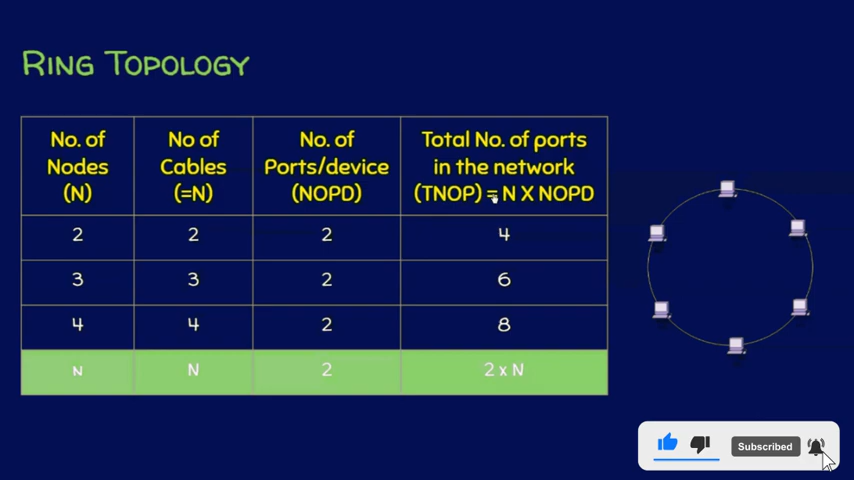 Ring Topology
No. of Nodes (N)
No of Cables (=N)
No. of Ports/device (NOPD)
Total No. of ports in the network (TNOP) = N X NOPD
2 2 2 4
3 3 2 6
4 4 2 8
N N 2 2 x N
Subscribed